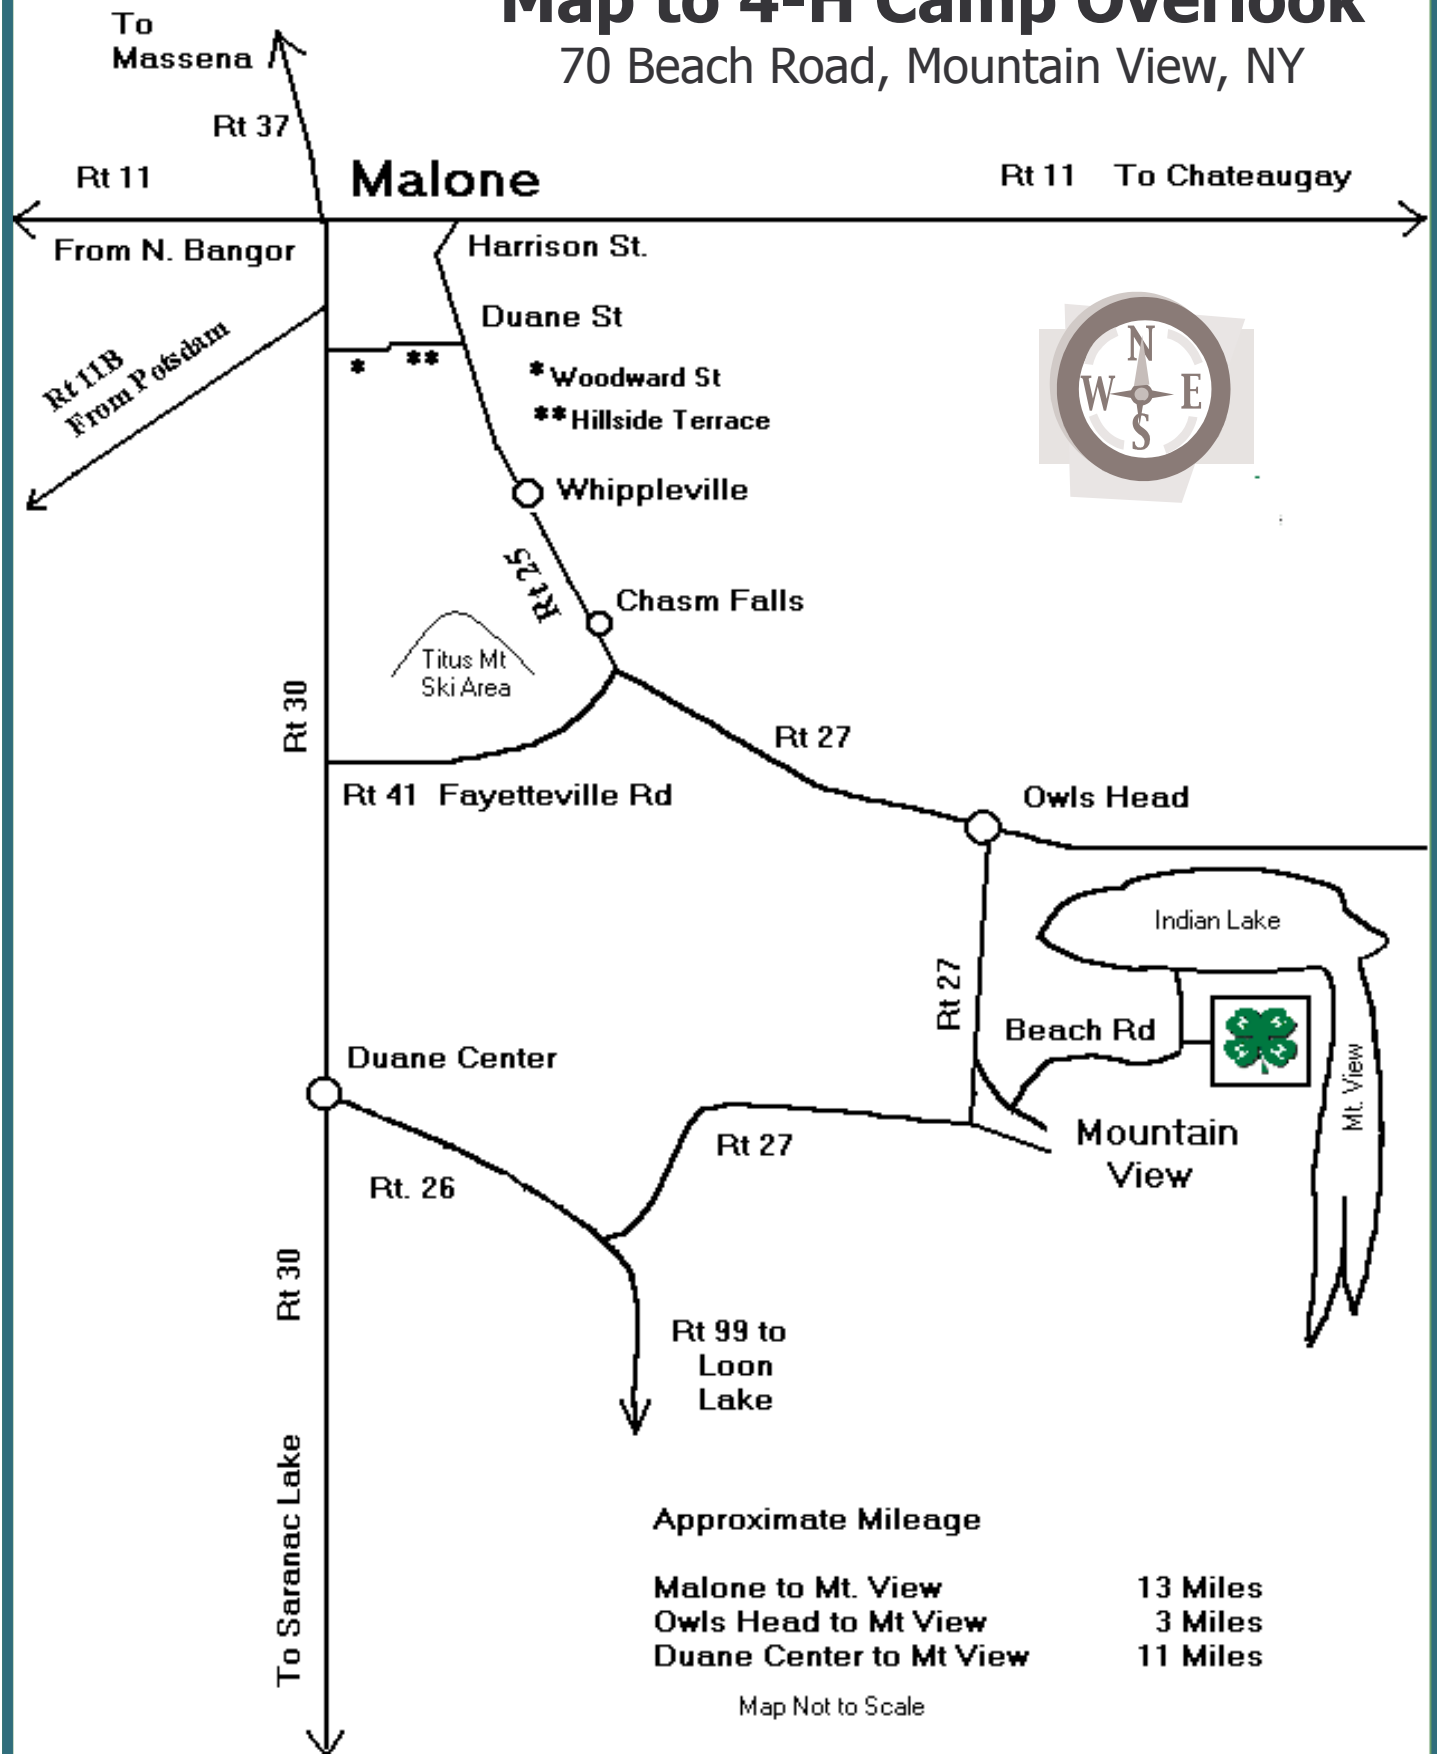 Map to 4-H Camp Overlook
70 Beach Road, Mountain View, NY
To
Massena
Rt 37
Rt 11
Malone
Rt 11 To Chateaugay
From N. Bangor
Harrison St.
Duane St
Rt 11B
From Potsdam
* **
* Woodward St
** Hillside Terrace
N
W E
S
Whippleville
Rt 25
Chasm Falls
Titus Mt
Ski Area
Rt 30
Rt 27
Rt 41 Fayetteville Rd
Owls Head
Indian Lake
Rt 27
Beach Rd
Duane Center
Mt. View
Mountain
View
Rt 27
Rt. 26
Rt 30
Rt 99 to
Loon
Lake
To Saranac Lake
Approximate Mileage
Malone to Mt. View 13 Miles
Owls Head to Mt View 3 Miles
Duane Center to Mt View 11 Miles
Map Not to Scale